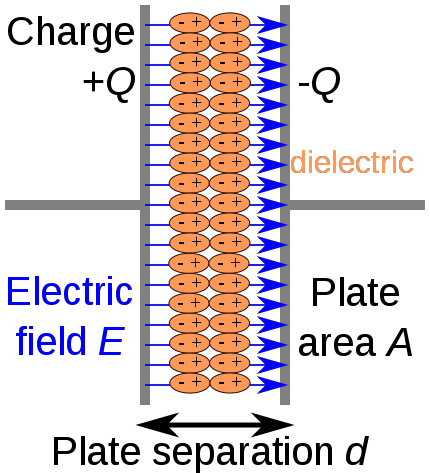 Charge
+Q
-Q
dielectric
Electric
field E
Plate
area A
Plate separation d